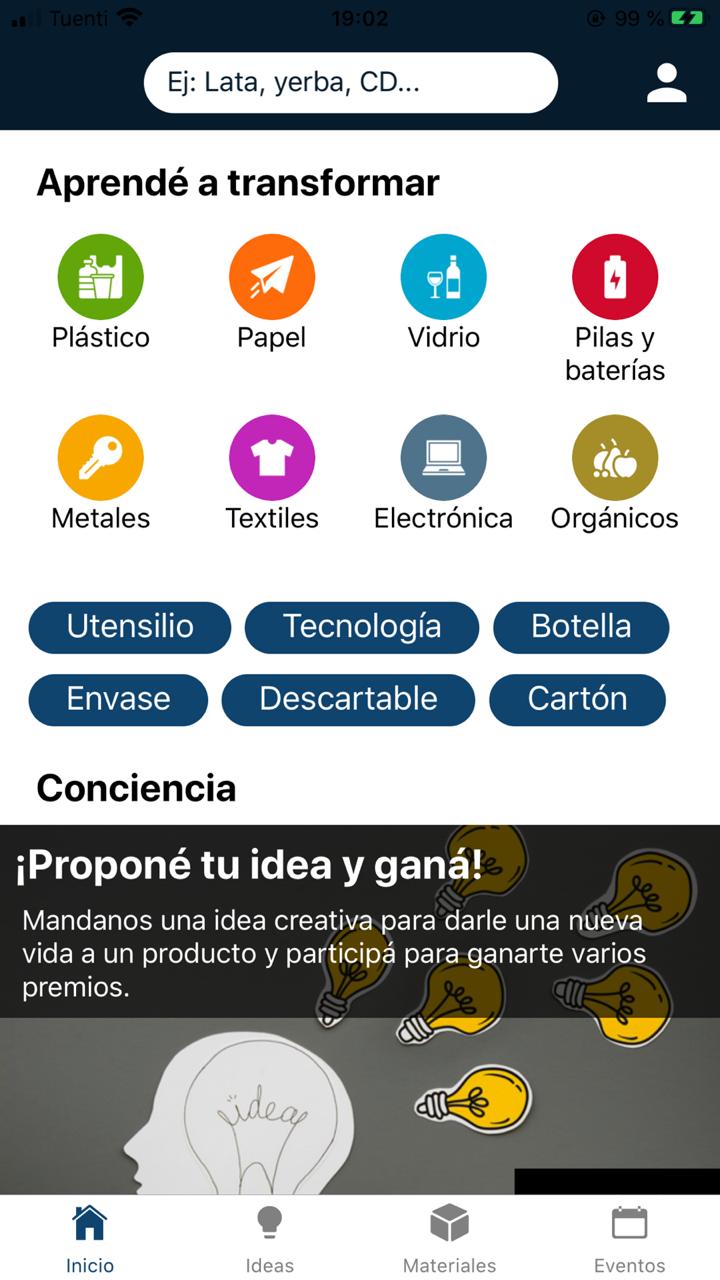 Tuenti 19:02 99 %
Ej: Lata, yerba, CD...
Aprendé a transformar
Plástico Papel Vidrio Pilas y
baterías
Metales Textiles Electrónica Orgánicos
Utensilio Tecnología Botella
Envase Descartable Cartón
Conciencia
¡Proponé tu idea y ganá!
Mandanos una idea creativa para darle una nueva
vida a un producto y participá para ganarte varios
premios.
idea
Inicio Ideas Materiales Eventos